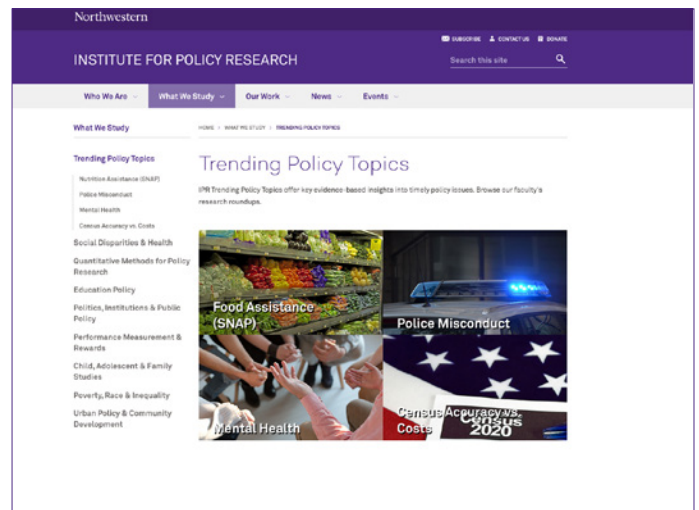 Northwestern
SUBSCRIBE CONTACT US DONATE
INSTITUTE FOR POLICY RESEARCH
Search this site
Who We Are
What We Study
Our Work
News
Events
What We Study
HOME > WHAT WE STUDY > TRENDING POLICY TOPICS
Trending Policy Topics
Nutrition Assistance (SNAP)
Police Misconduct
Mental Health
Census Accuracy vs. Costs
Social Disparities & Health
Quantitative Methods for Policy
Research
Education Policy
Politics, Institutions & Public
Policy
Performance Measurement &
Rewards
Child, Adolescent & Family
Studies
Poverty, Race & Inequality
Urban Policy & Community
Development
Trending Policy Topics
IPR Trending Policy Topics offer key evidence-based insights into timely policy issues. Browse our faculty's
research roundups.
Food Assistance
(SNAP)
Police Misconduct
Mental Health
Census Accuracy vs.
Costs
Census
2020